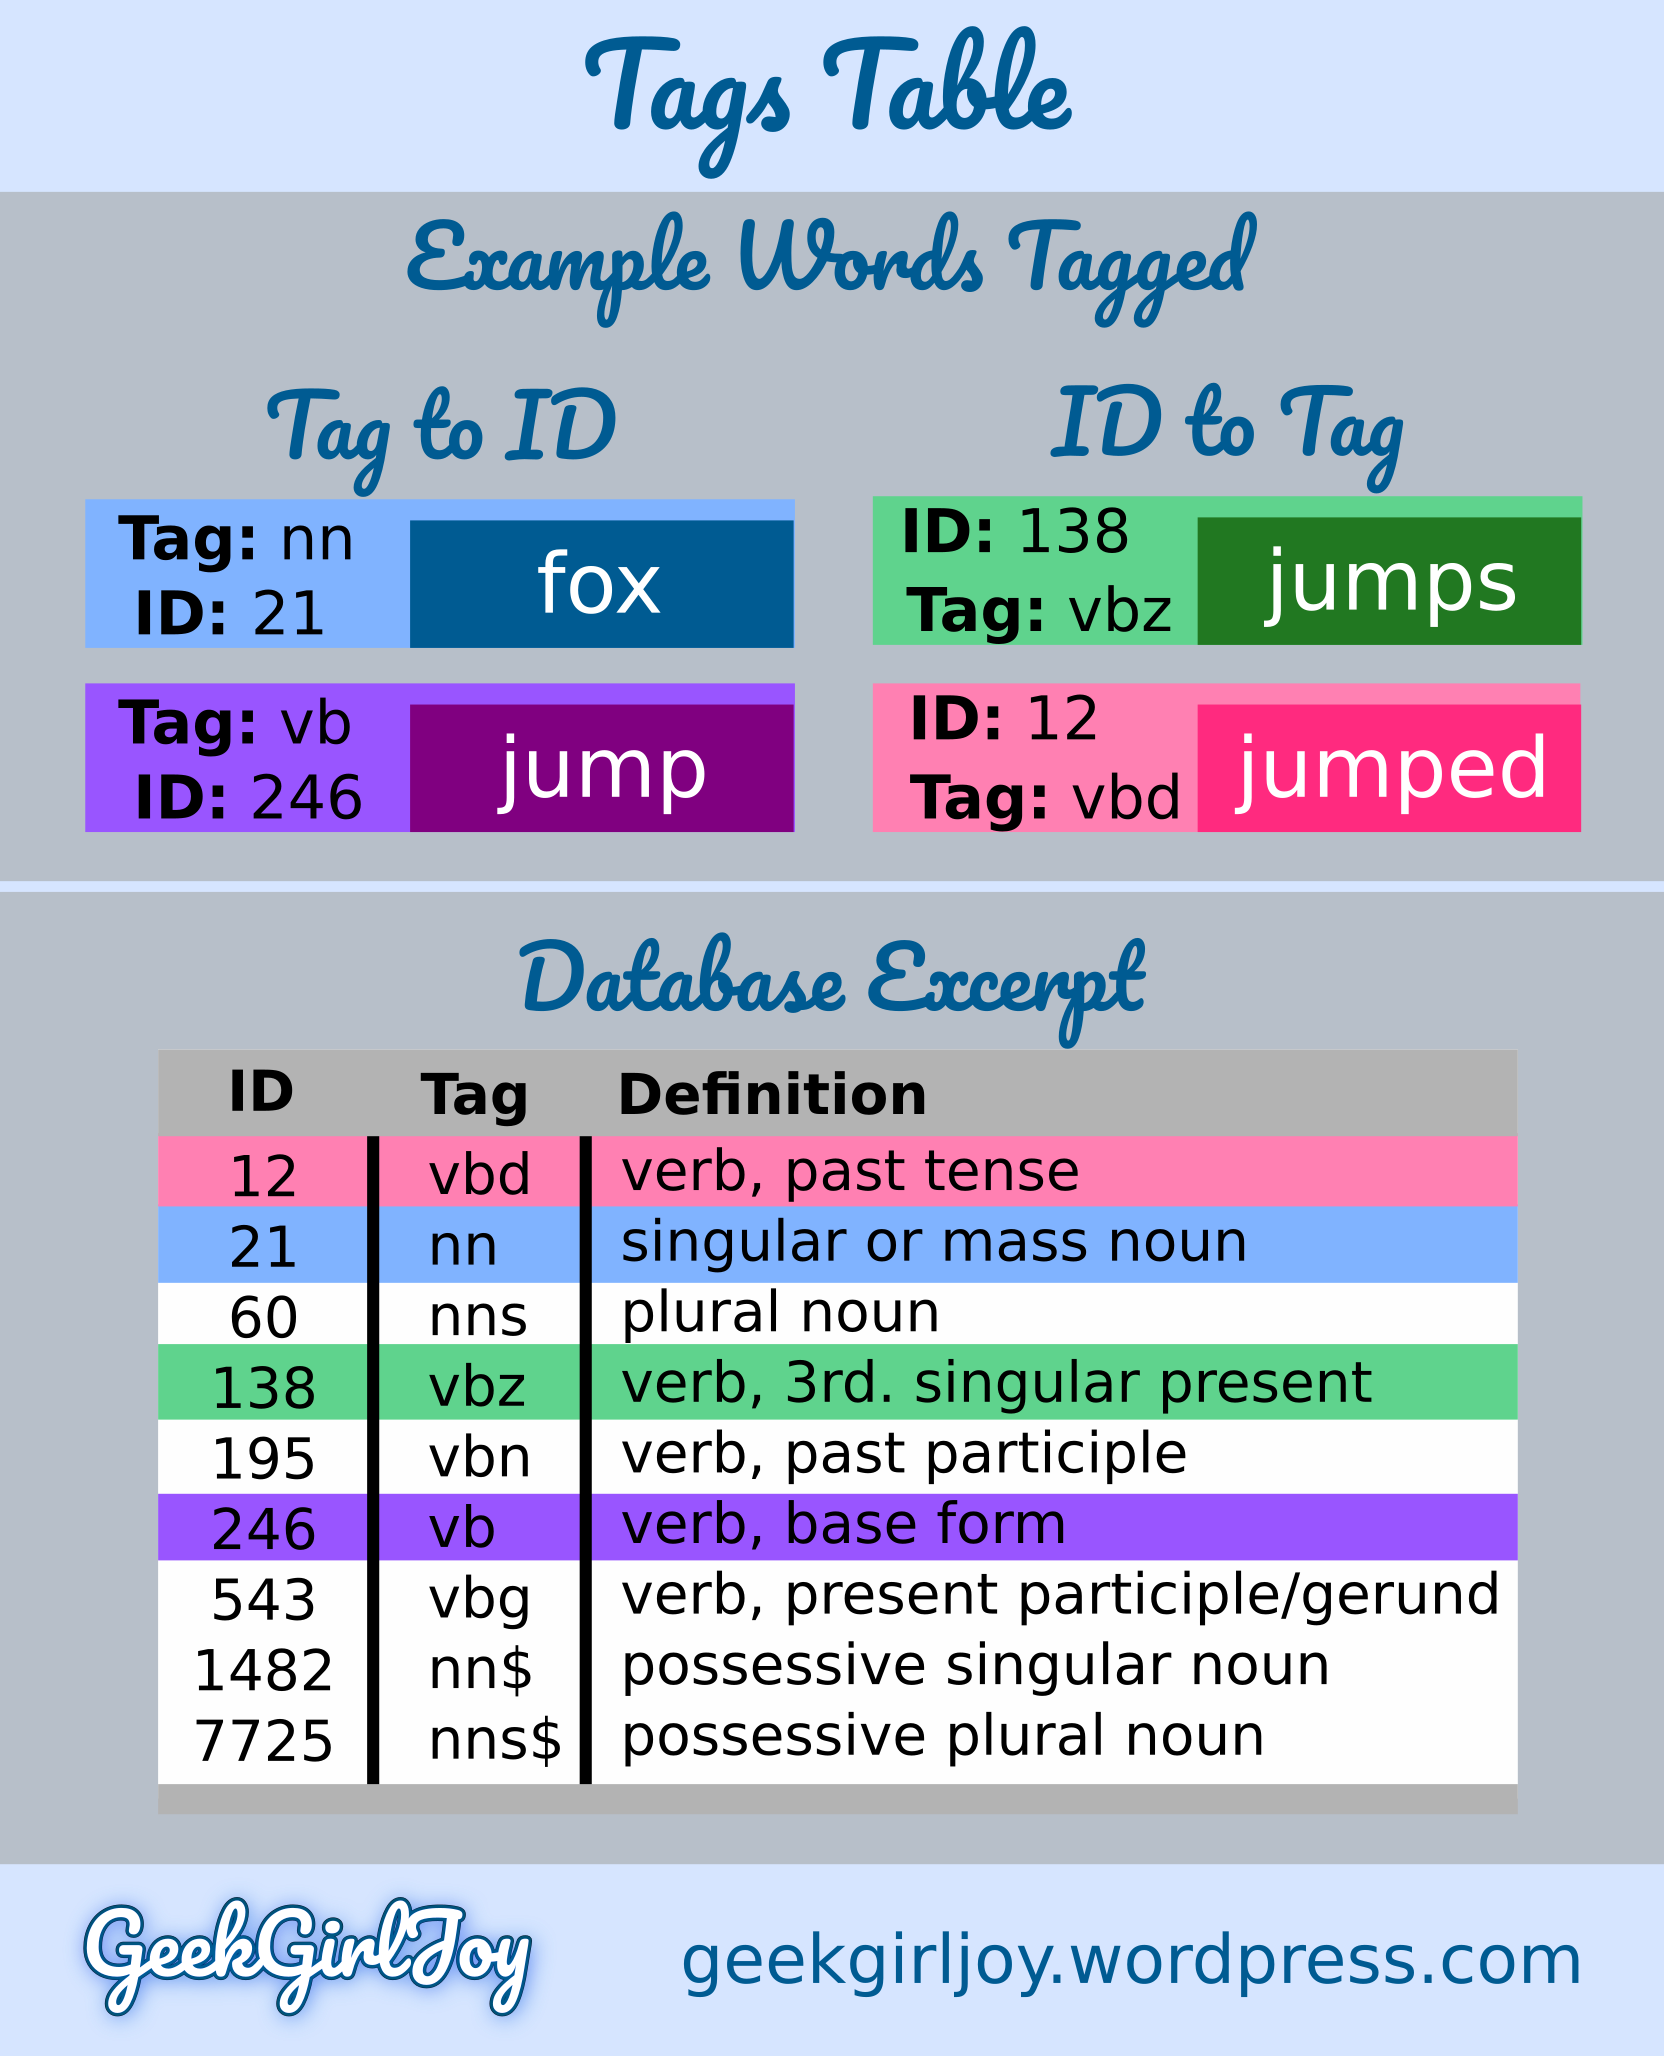 Tags Table
Example Words Tagged
Tag to ID
Tag: nn
ID: 21
fox
Tag: vb
ID: 246
jump
ID to Tag
ID: 138
Tag: vbz
jumps
ID: 12
Tag: vbd
jumped
Database Excerpt
ID Tag Definition
12 vbd verb, past tense
21 nn singular or mass noun
60 nns plural noun
138 vbz verb, 3rd. singular present
195 vbn verb, past participle
246 vb verb, base form
543 vbg verb, present participle/gerund
1482 nn$ possessive singular noun
7725 nns$ possessive plural noun
GeekGirlJoy
geekgirljoy.wordpress.com